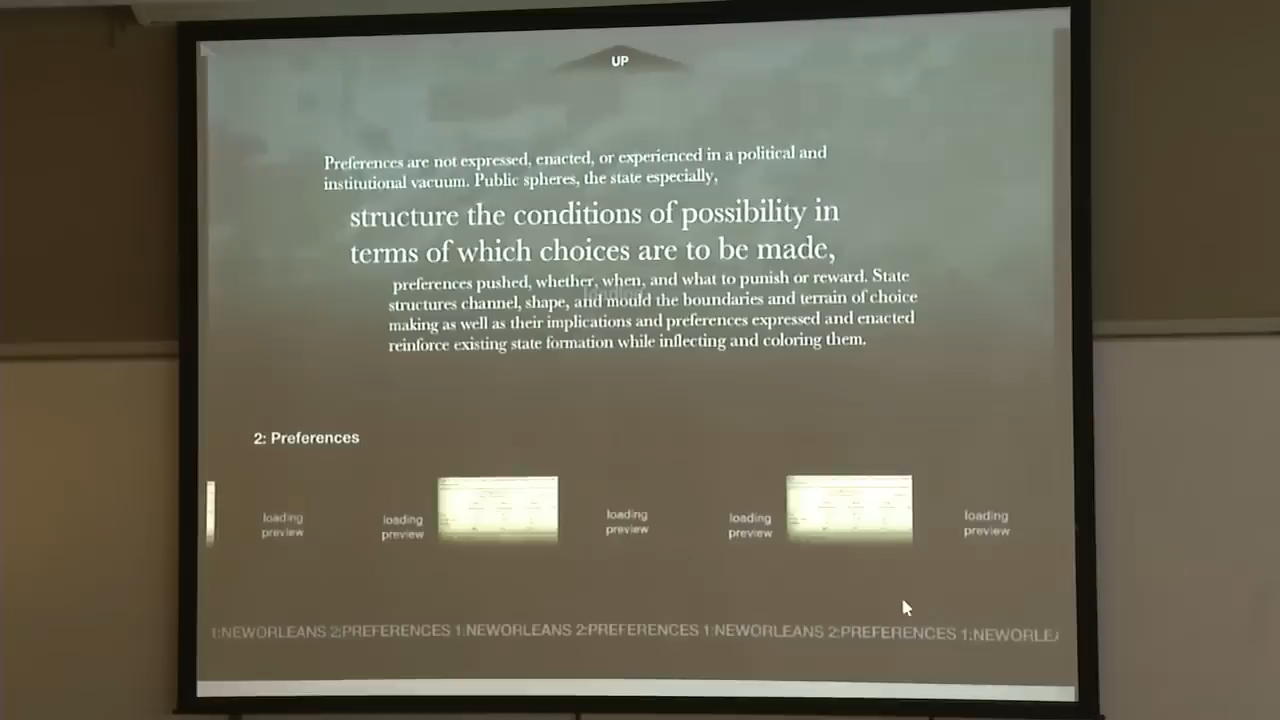 UP
Preferences are not expressed, enacted, or experienced in a political and
institutional vacuum. Public spheres, the state especially,
structure the conditions of possibility in
terms of which choices are to be made,
preferences pushed, whether, when, and what to punish or reward. State
structures channel, shape, and mould the boundaries and terrain of choice
making as well as their implications and preferences expressed and enacted
reinforce existing state formation while inflecting and coloring them.
2: Preferences
loading preview
loading preview
loading preview
loading preview
loading preview
1:NEWORLEANS 2:PREFERENCES 1:NEWORLEANS 2:PREFERENCES 1:NEWORLEANS 2:PREFERENCES 1:NEWORLEA